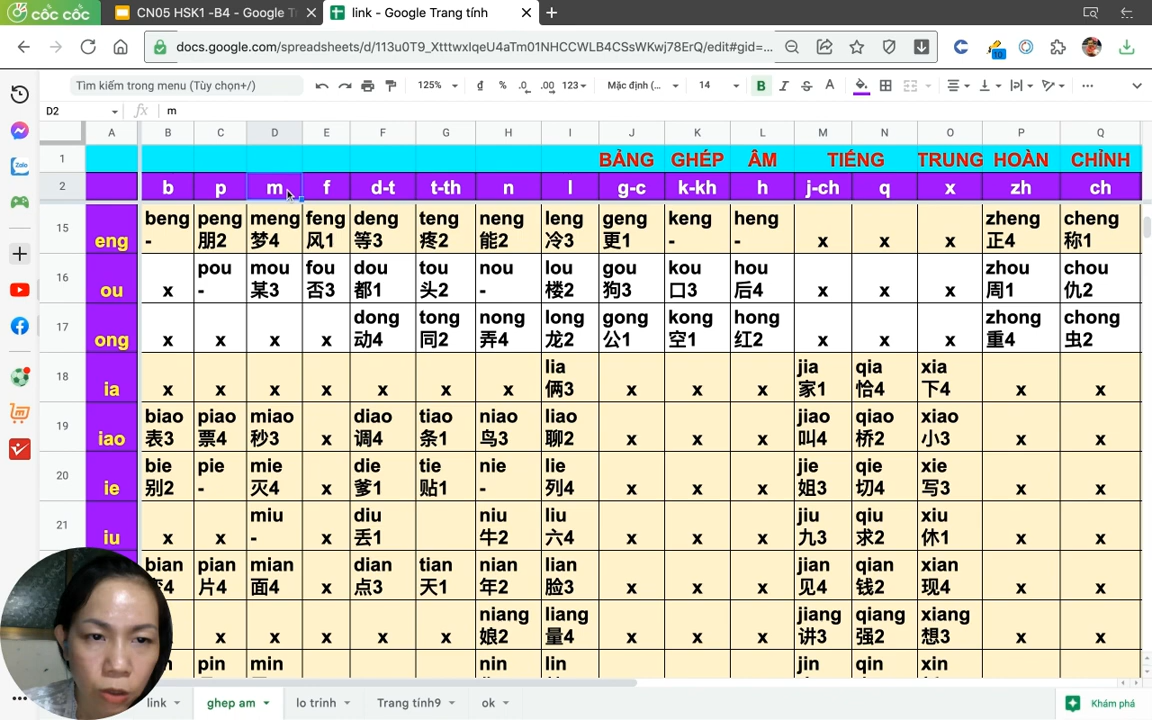 cốc cốc
CN05 HSK1 -B4 - Google T
link - Google Trang tính
docs.google.com/spreadsheets/d/113u0T9_XtttwxIqeU4aTm01NHCCWLB4CSsWKwj78ErQ/edit#gid=...
10
Tìm kiếm trong menu (Tùy chọn+/)
125%
₫ % .0 .00 123
Mặc định (...
14
B I S A
D2
fx
m
A B C D E F G H I J K L M N O P Q
1 BẢNG GHÉP ÂM TIẾNG TRUNG HOÀN CHỈNH
2 b p m f d-t t-th n l g-c k-kh h j-ch q x zh ch
beng peng meng feng deng teng neng leng geng keng heng zheng cheng
15 eng - 朋2 梦4 风1 等3 疼2 能2 冷3 更1 - - x x x 正4 称1
pou mou fou dou tou nou lou gou kou hou zhou chou
16 ou x - 某3 否3 都1 头2 - 楼2 狗3 口3 后4 x x x 周1 仇2
dong tong nong long gong kong hong zhong chong
17 ong x x x x 动4 同2 弄4 龙2 公1 空1 红2 x x x 重4 虫2
lia jia qia xia
18 ia x x x x x x x 俩3 x x x 家1 恰4 下4 x x
biao piao miao diao tiao niao liao jiao qiao xiao
19 iao 表3 票4 秒3 x 调4 条1 鸟3 聊2 x x x 叫4 桥2 小3 x x
bie pie mie die tie nie lie jie qie xie
20 ie 别2 - 灭4 x 爹1 贴1 - 列4 x x x 姐3 切4 写3 x x
miu diu niu liu jiu qiu xiu
21 iu x x - x 丢1 牛2 六4 x x x 九3 求2 休1 x x
bian pian mian dian tian nian lian jian qian xian
4 片4 面4 x 点3 天1 年2 脸3 x x x 见4 钱2 现4 x x
niang liang jiang qiang xiang
x x x x x 娘2 量4 x x x 讲3 强2 想3 x x
pin min nin lin jin qin xin
link
ghep am
lo trinh
Trang tính9
ok
Khám phá